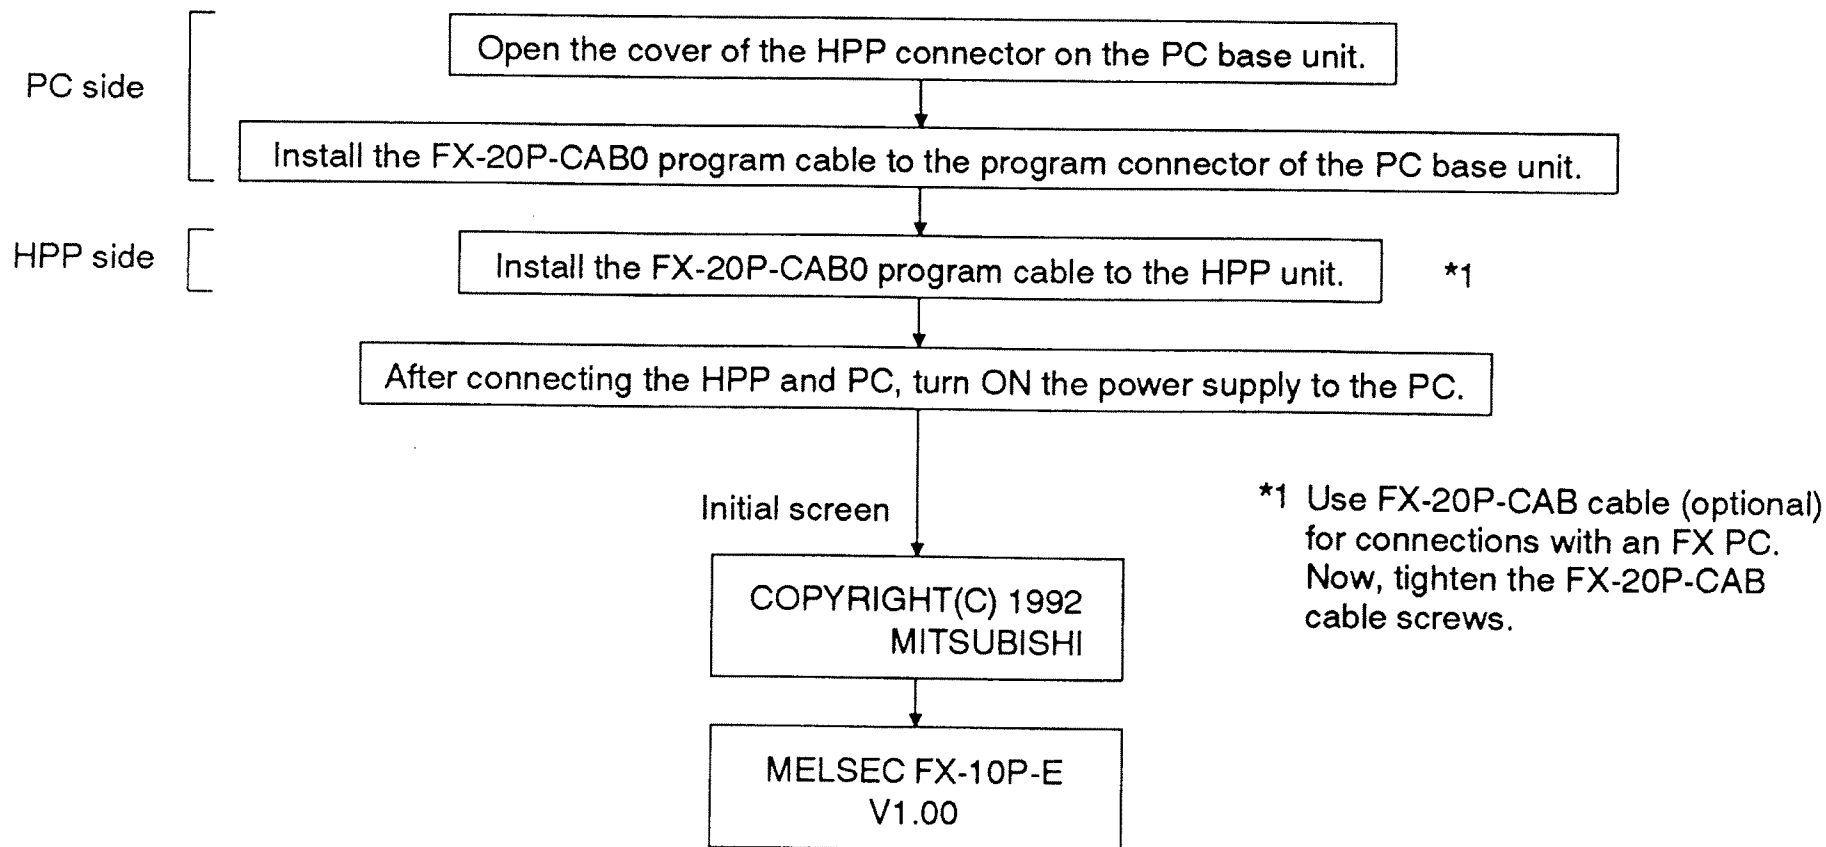 Open the cover of the HPP connector on the PC base unit.
PC side
Install the FX-20P-CAB0 program cable to the program connector of the PC base unit.
HPP side
Install the FX-20P-CAB0 program cable to the HPP unit.
*1
After connecting the HPP and PC, turn ON the power supply to the PC.
Initial screen
*1 Use FX-20P-CAB cable (optional)
for connections with an FX PC.
Now, tighten the FX-20P-CAB
cable screws.
COPYRIGHT(C) 1992
MITSUBISHI
MELSEC FX-10P-E
V1.00